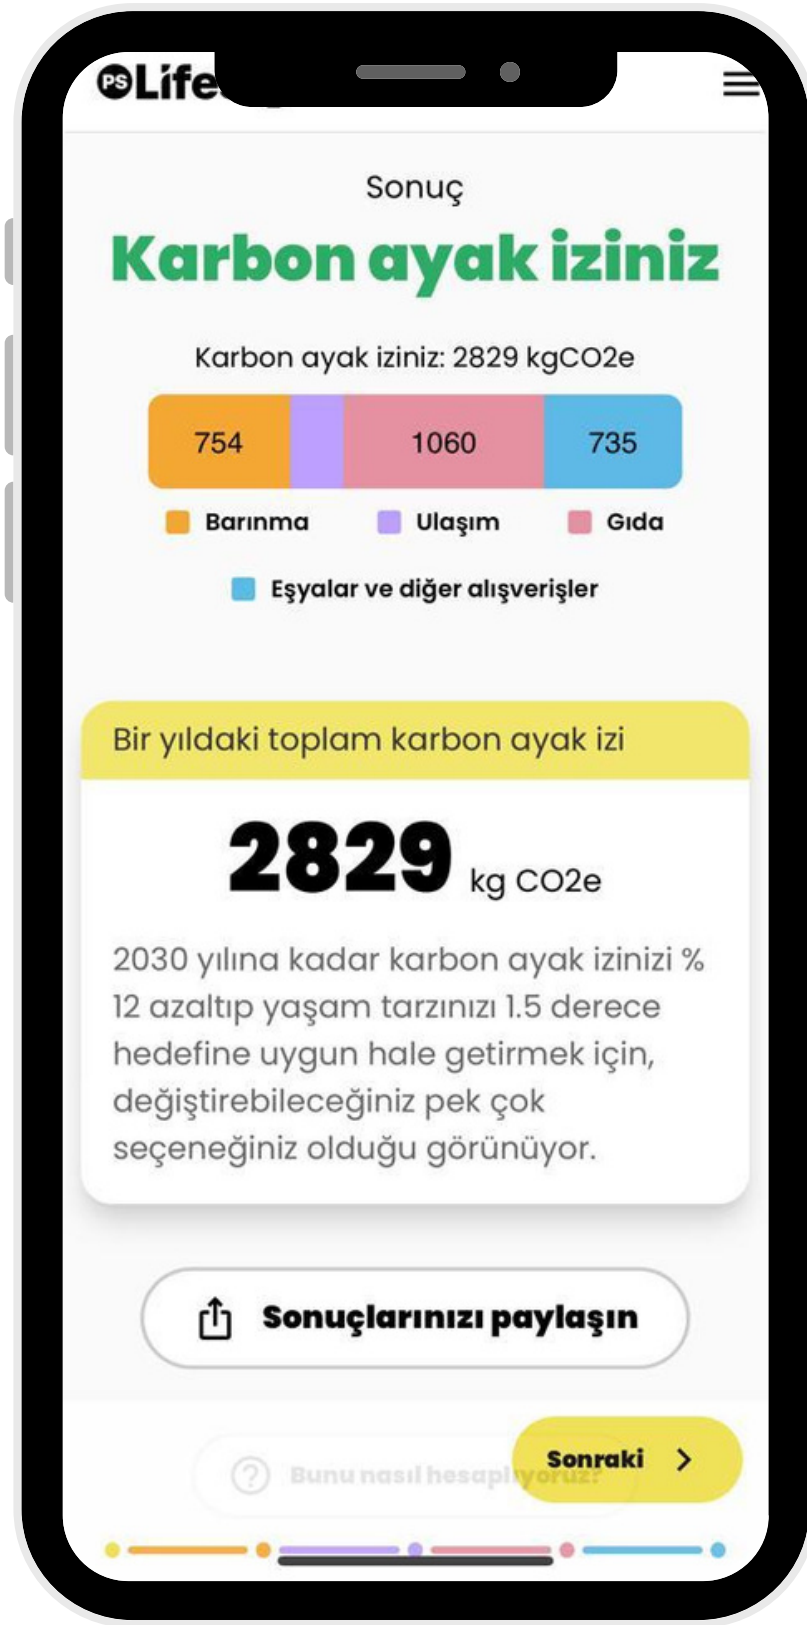 PS Life
Sonuç
Karbon ayak iziniz
Karbon ayak iziniz: 2829 kgCO2e
754 1060 735
Barınma Ulaşım Gıda
Eşyalar ve diğer alışverişler
Bir yıldaki toplam karbon ayak izi
2829 kg CO2e
2030 yılına kadar karbon ayak izinizi %
12 azaltıp yaşam tarzınızı 1.5 derece
hedefine uygun hale getirmek için,
değiştirebileceğiniz pek çok
seçeneğiniz olduğu görünüyor.
Sonuçlarınızı paylaşın
Sonraki
Bunu nasıl hesaplıyoruz?